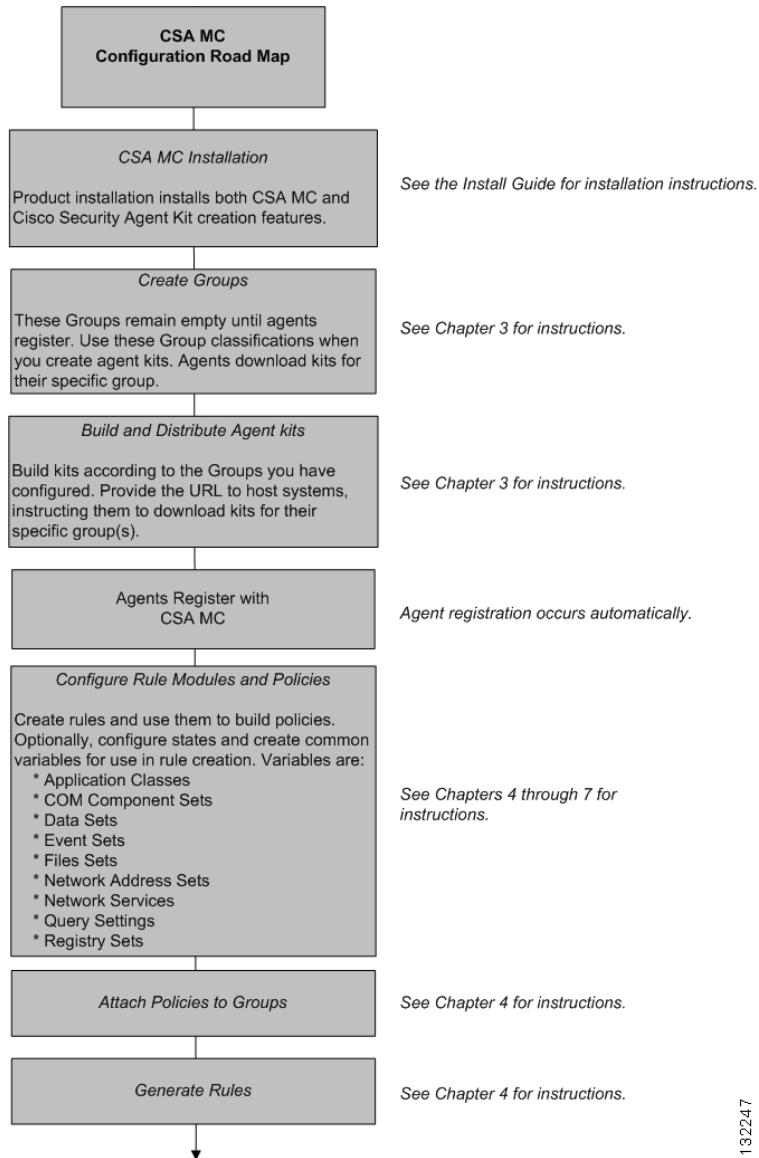 CSA MC
Configuration Road Map
CSA MC Installation
Product installation installs both CSA MC and
Cisco Security Agent Kit creation features.
See the Install Guide for installation instructions.
Create Groups
These Groups remain empty until agents
register. Use these Group classifications when
you create agent kits. Agents download kits for
their specific group.
See Chapter 3 for instructions.
Build and Distribute Agent kits
Build kits according to the Groups you have
configured. Provide the URL to host systems,
instructing them to download kits for their
specific group(s).
See Chapter 3 for instructions.
Agents Register with
CSA MC
Agent registration occurs automatically.
Configure Rule Modules and Policies
Create rules and use them to build policies.
Optionally, configure states and create common
variables for use in rule creation. Variables are:
* Application Classes
* COM Component Sets
* Data Sets
* Event Sets
* Files Sets
* Network Address Sets
* Network Services
* Query Settings
* Registry Sets
See Chapters 4 through 7 for
instructions.
Attach Policies to Groups
See Chapter 4 for instructions.
Generate Rules
See Chapter 4 for instructions.
132247